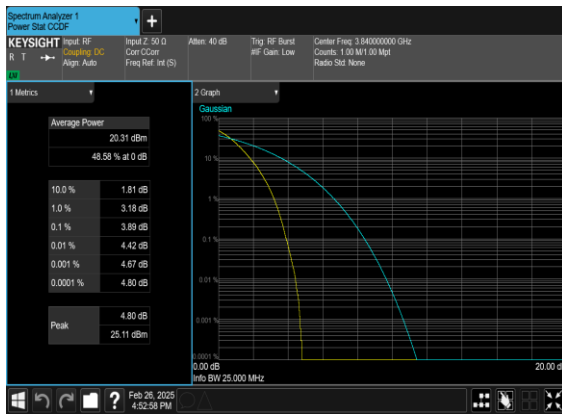 Spectrum Analyzer 1
Power Stat CCDF
+
KEYSIGHT
R T
LXI
Input: RF
Coupling: DC
Align: Auto
Input Z: 50 Ω
Corr CCorr
Freq Ref: Int (S)
Atten: 40 dB
Trig: RF Burst
#IF Gain: Low
Center Freq: 3.840000000 GHz
Counts: 1.00 M/1.00 Mpt
Radio Std: None
1 Metrics
Average Power
20.31 dBm
48.58 % at 0 dB
10.0 % 1.81 dB
1.0 % 3.18 dB
0.1 % 3.89 dB
0.01 % 4.42 dB
0.001 % 4.67 dB
0.0001 % 4.80 dB
Peak
4.80 dB
25.11 dBm
2 Graph
Gaussian
100 %
10 %
1 %
0.1 %
0.01 %
0.001 %
0.0001 %
0.00 dB
20.00 d
Info BW 25.000 MHz
?
Feb 26, 2025
4:52:58 PM